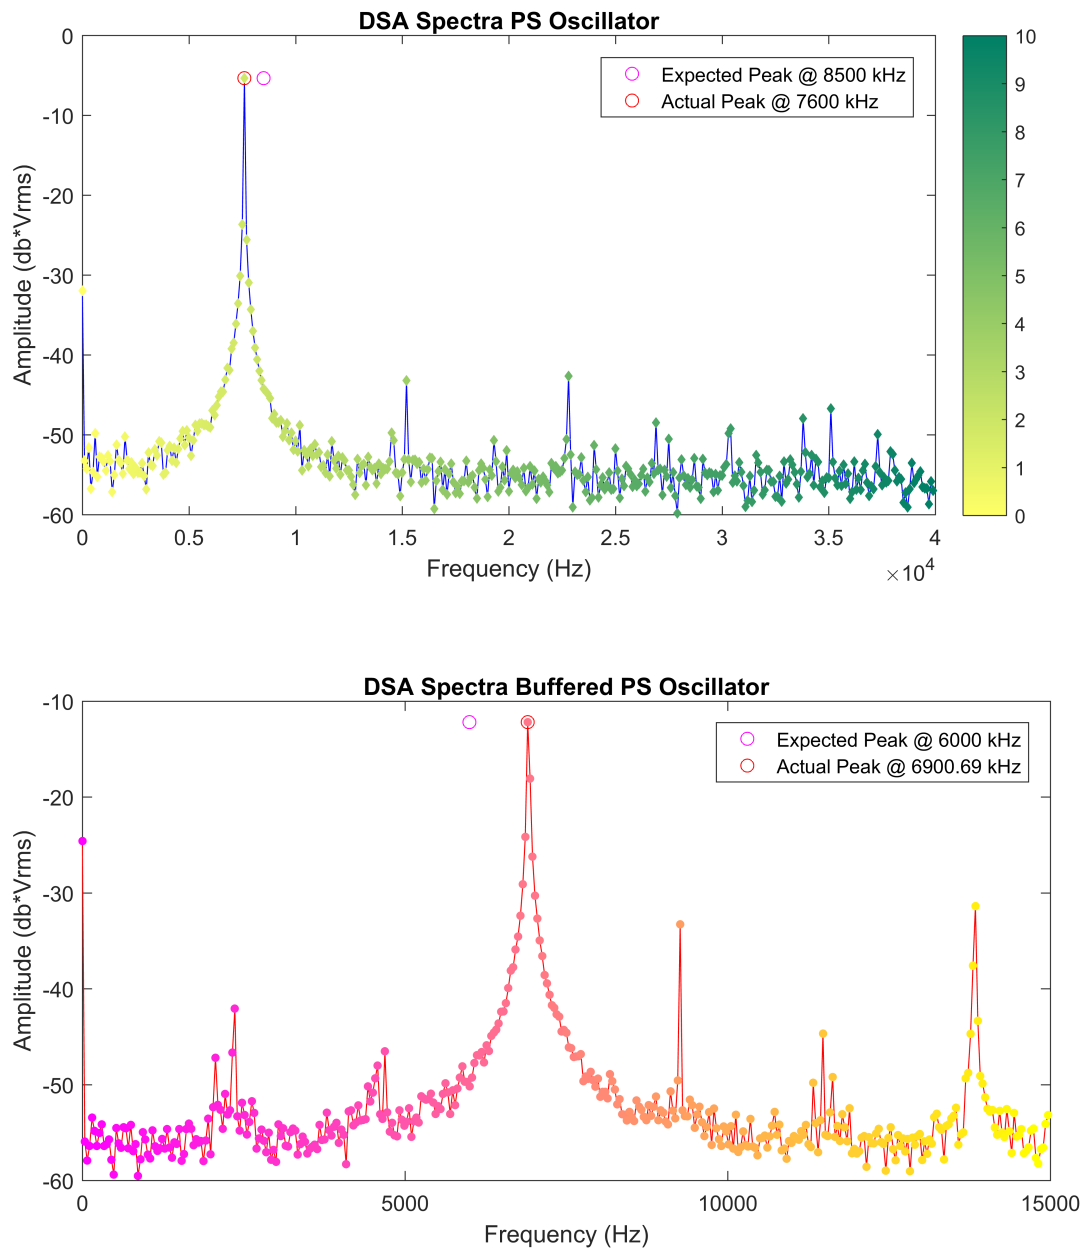 DSA Spectra PS Oscillator
0
-10
-20
-30
-40
-50
-60
Amplitude (db*Vrms)
Expected Peak @ 8500 kHz
Actual Peak @ 7600 kHz
10
9
8
7
6
5
4
3
2
1
0
0 0.5 1 1.5 2 2.5 3 3.5 4
Frequency (Hz)
×10^4
DSA Spectra Buffered PS Oscillator
-10
-20
-30
-40
-50
-60
Amplitude (db*Vrms)
Expected Peak @ 6000 kHz
Actual Peak @ 6900.69 kHz
0 5000 10000 15000
Frequency (Hz)